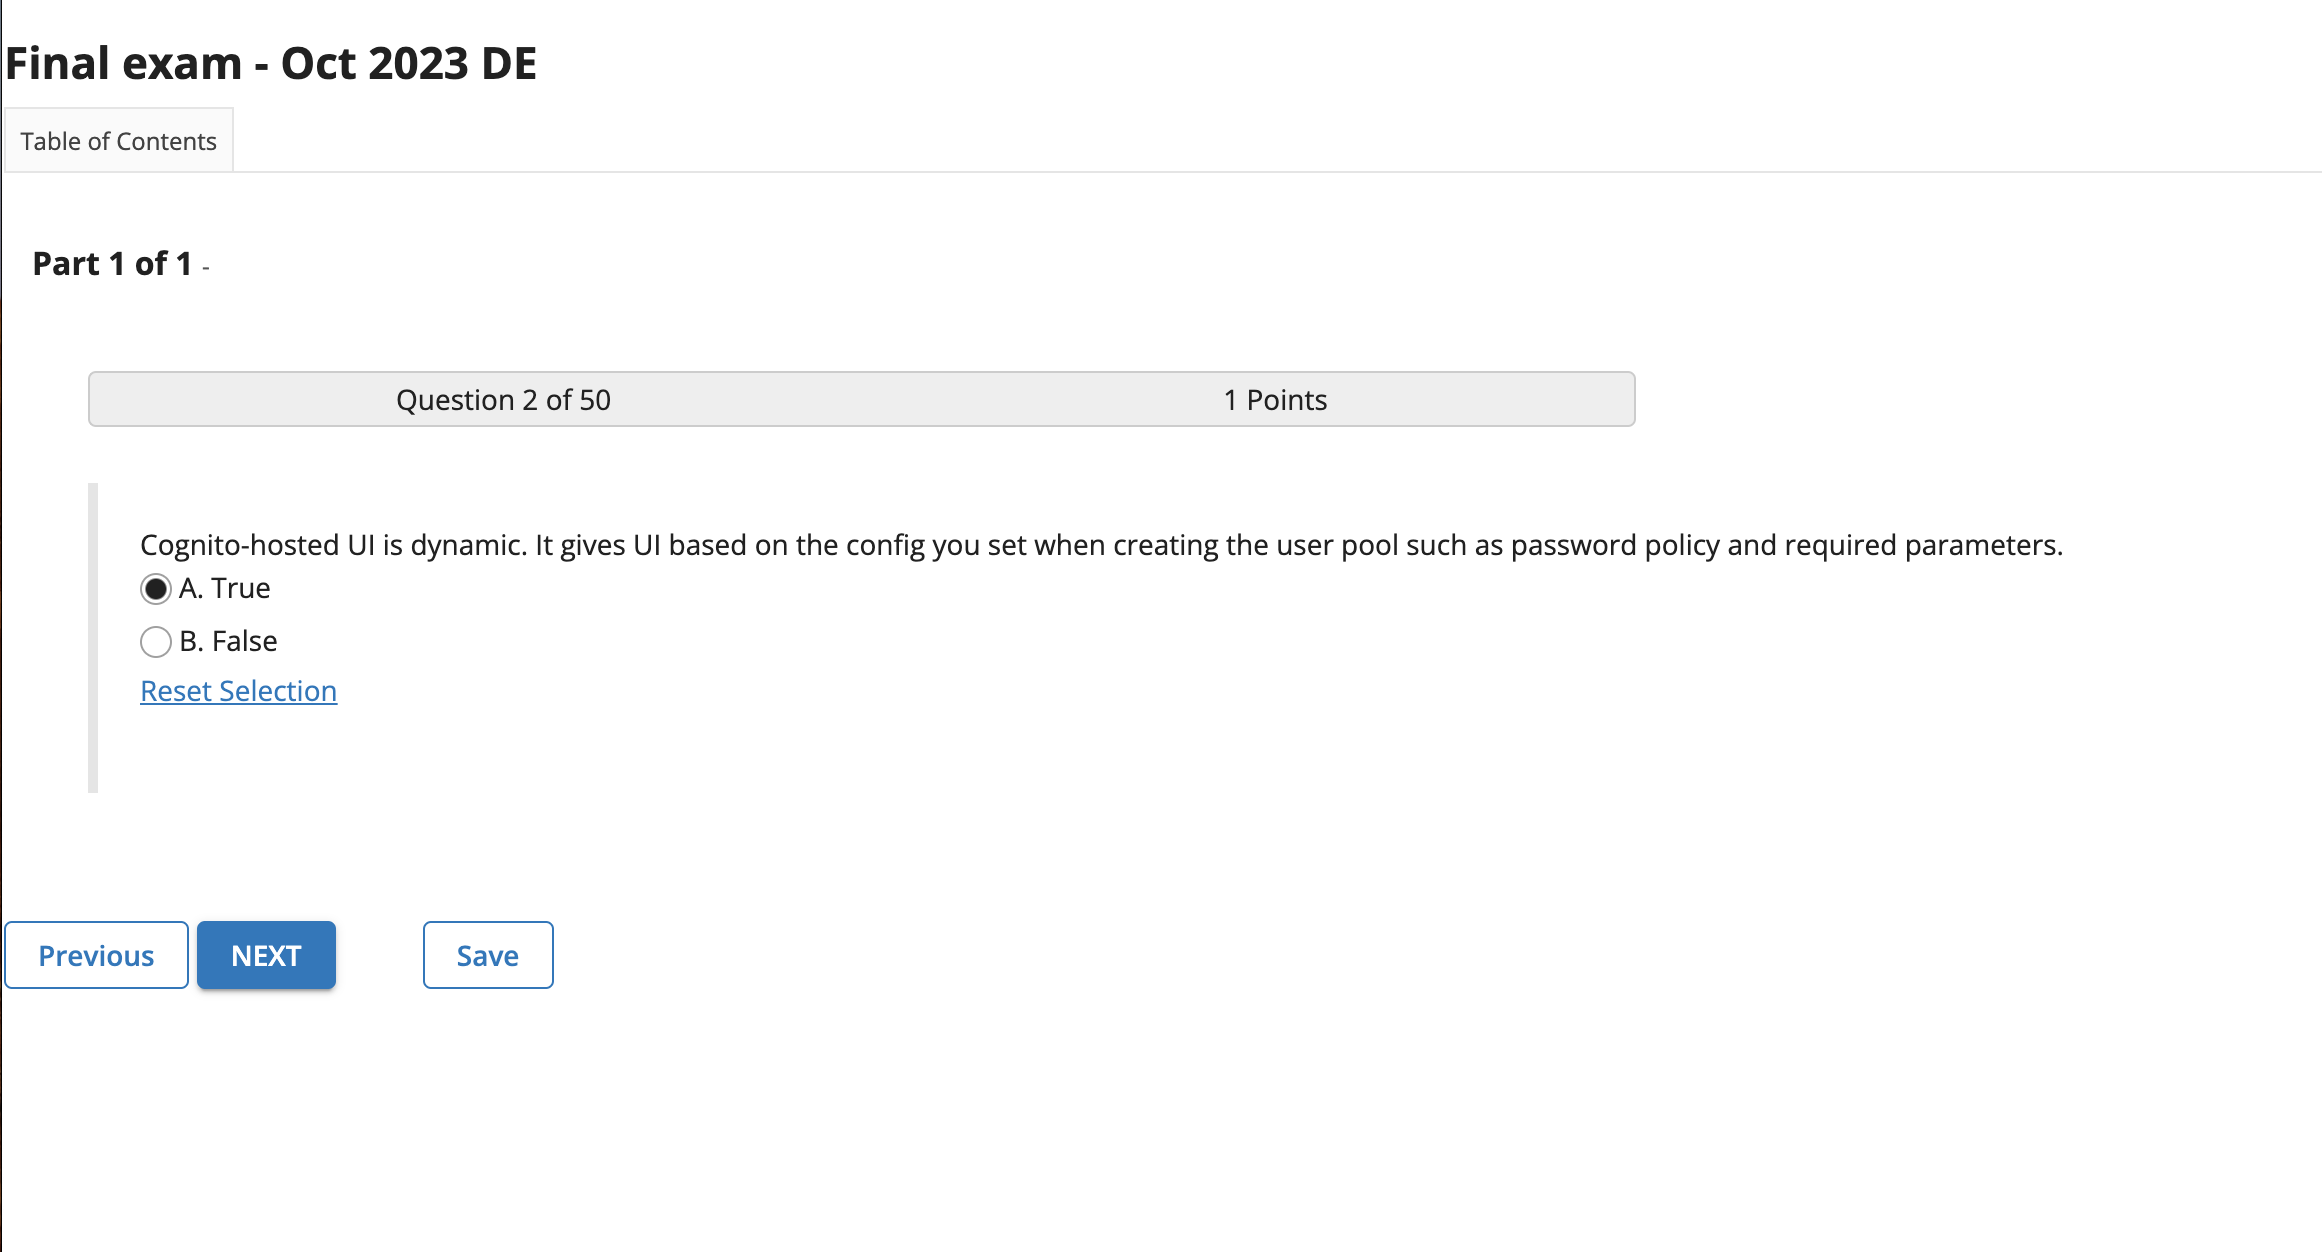 Final exam - Oct 2023 DE
Table of Contents
Part 1 of 1 -
Question 2 of 50 1 Points
Cognito-hosted UI is dynamic. It gives UI based on the config you set when creating the user pool such as password policy and required parameters.
A. True
B. False
Reset Selection
Previous NEXT Save